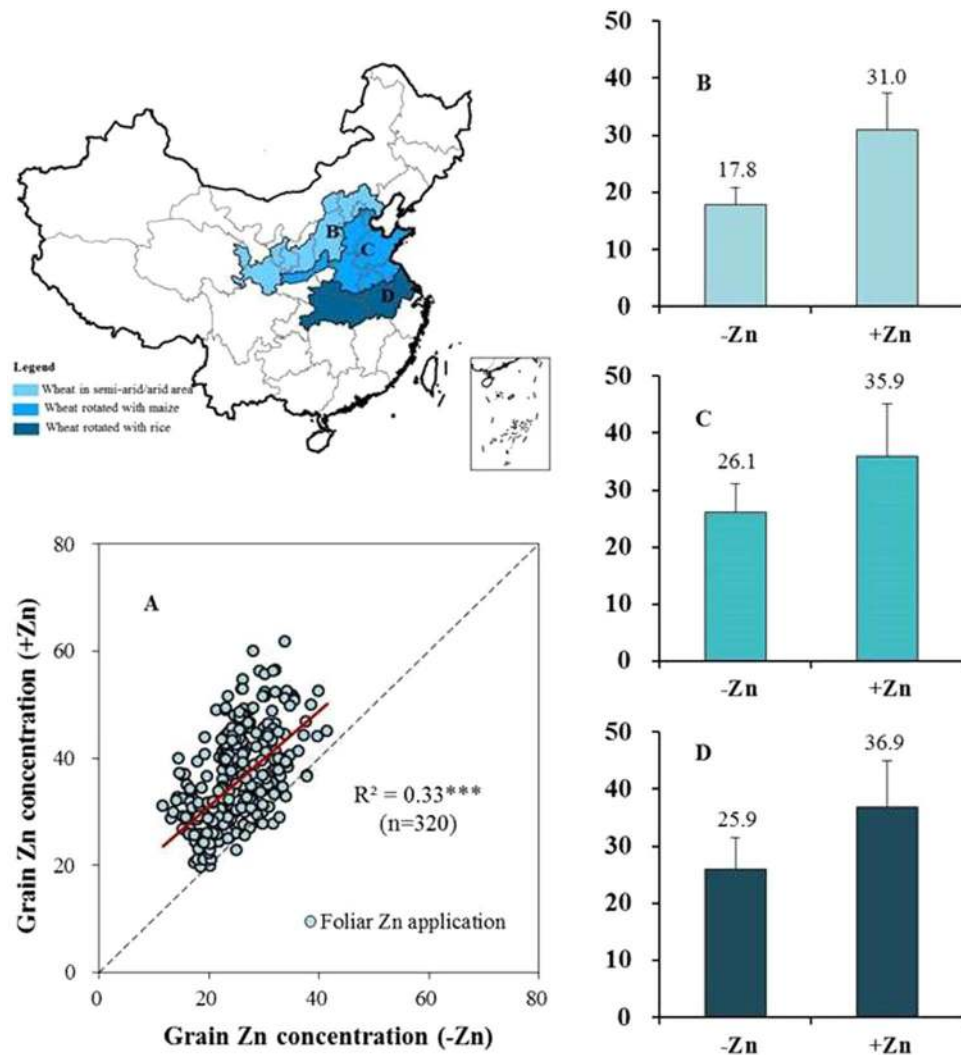 B
C
D
Legend
Wheat in semi-arid/arid area
Wheat rotated with maize
Wheat rotated with rice
80
60
40
20
0
Grain Zn concentration (+Zn)
A
R² = 0.33***
(n=320)
Foliar Zn application
0 20 40 60 80
Grain Zn concentration (-Zn)
50
40
30
20
10
0
B
17.8
31.0
-Zn +Zn
50
40
30
20
10
0
C
26.1
35.9
-Zn +Zn
50
40
30
20
10
0
D
25.9
36.9
-Zn +Zn